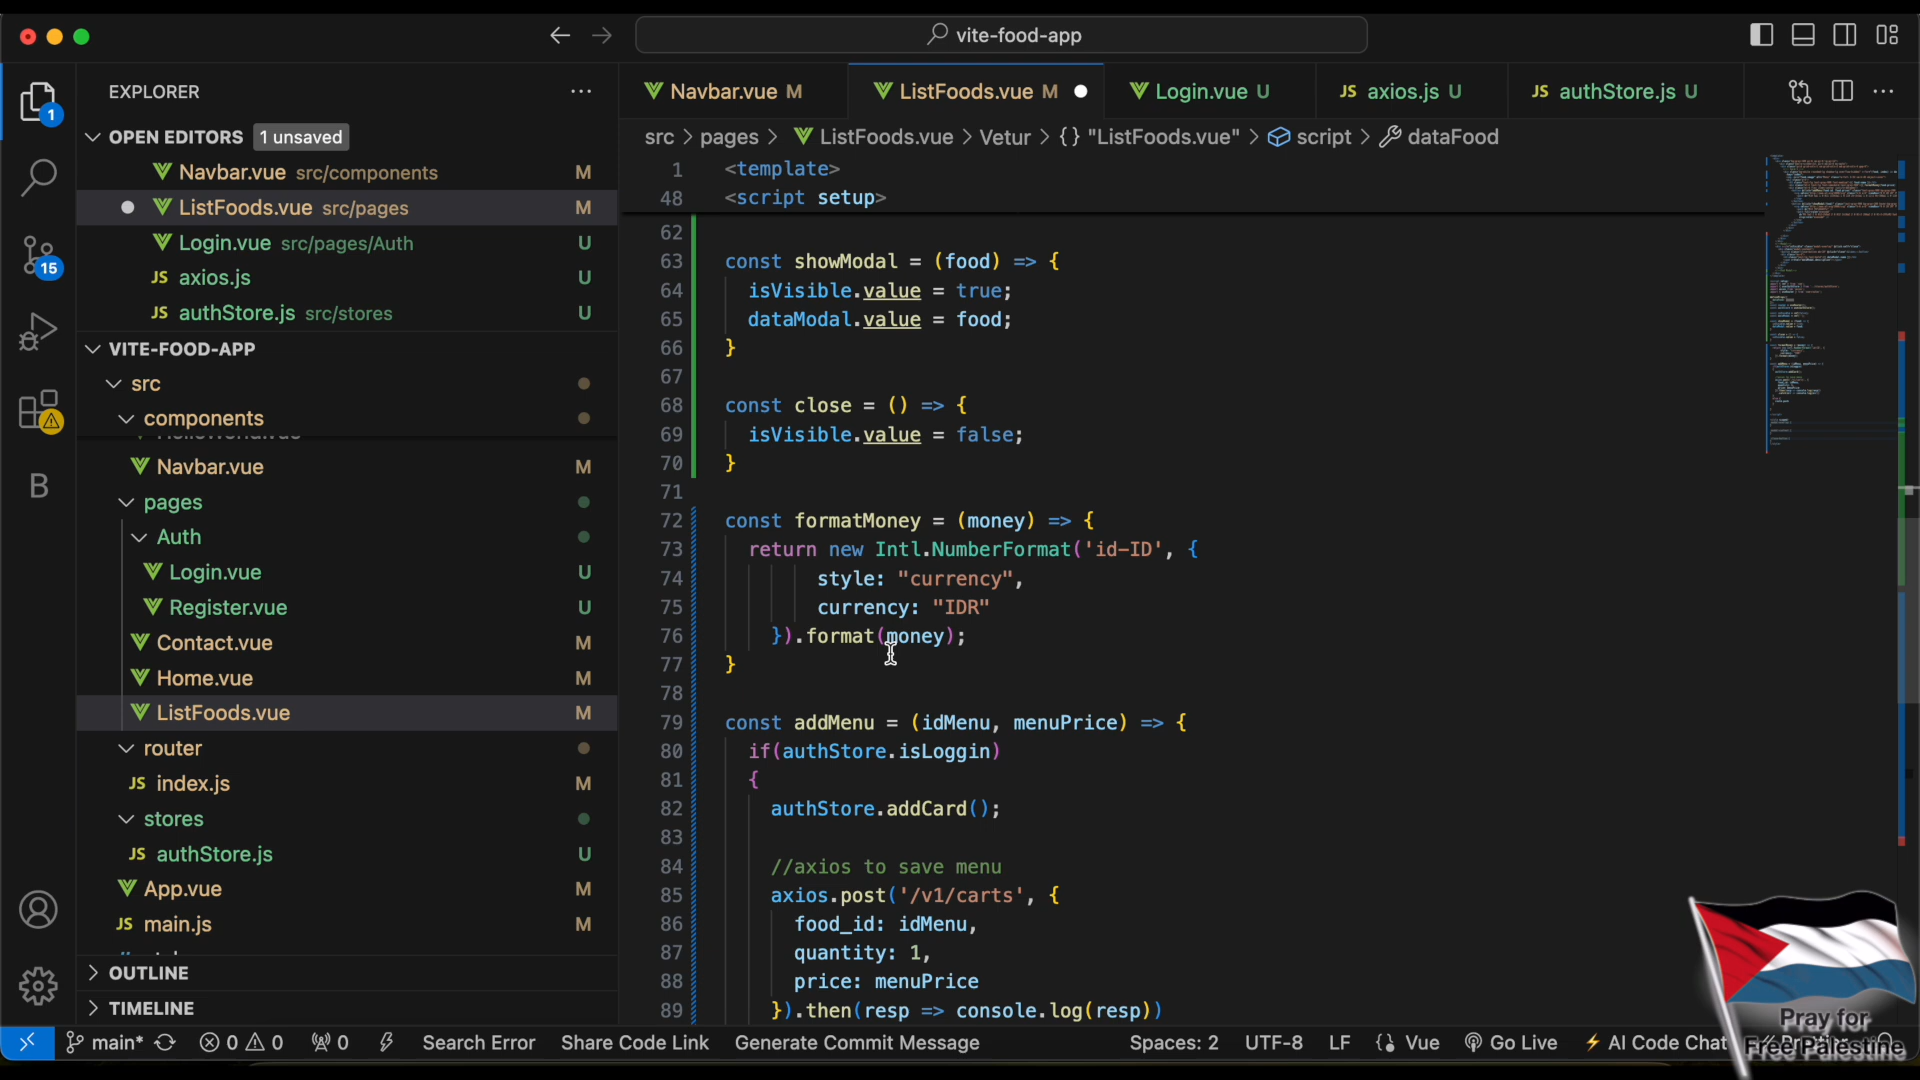 vite-food-app
EXPLORER
OPEN EDITORS 1 unsaved
Navbar.vue src/components M
ListFoods.vue src/pages M
Login.vue src/pages/Auth U
JS axios.js U
JS authStore.js src/stores U
VITE-FOOD-APP
src
components
Navbar.vue M
pages
Auth
Login.vue U
Register.vue U
Contact.vue M
Home.vue M
ListFoods.vue M
router
JS index.js M
stores
JS authStore.js U
App.vue M
JS main.js M
OUTLINE
TIMELINE
1
15
B
Navbar.vue M
ListFoods.vue M
Login.vue U
JS axios.js U
JS authStore.js U
src > pages > ListFoods.vue > Vetur > {} "ListFoods.vue" > script > dataFood
1 <template>
48 <script setup>
62
63 const showModal = (food) => {
64 isVisible.value = true;
65 dataModal.value = food;
66 }
67
68 const close = () => {
69 isVisible.value = false;
70 }
71
72 const formatMoney = (money) => {
73 return new Intl.NumberFormat('id-ID', {
74 style: "currency",
75 currency: "IDR"
76 }).format(money);
77 }
78
79 const addMenu = (idMenu, menuPrice) => {
80 if(authStore.isLoggin)
81 {
82 authStore.addCard();
83
84 //axios to save menu
85 axios.post('/v1/carts', {
86 food_id: idMenu,
87 quantity: 1,
88 price: menuPrice
89 }).then(resp => console.log(resp))
Pray for
Free Palestine
main* 0 0 0 Search Error Share Code Link Generate Commit Message Spaces: 2 UTF-8 LF {} Vue Go Live AI Code Chat